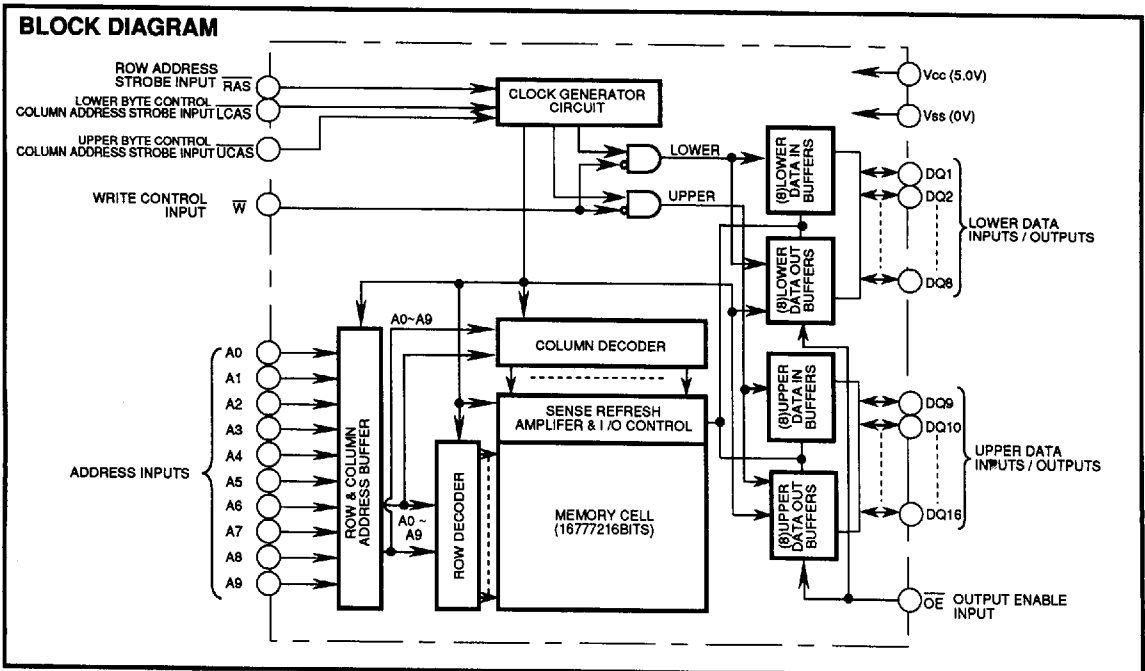 BLOCK DIAGRAM
ROW ADDRESS
STROBE INPUT RAS
LOWER BYTE CONTROL
COLUMN ADDRESS STROBE INPUT LCAS
UPPER BYTE CONTROL
COLUMN ADDRESS STROBE INPUT UCAS
WRITE CONTROL
INPUT W
CLOCK GENERATOR
CIRCUIT
LOWER
UPPER
Vcc (5.0V)
Vss (0V)
(8)LOWER
DATA IN
BUFFERS
(8)LOWER
DATA OUT
BUFFERS
DQ1
DQ2
DQ8
LOWER DATA
INPUTS / OUTPUTS
ADDRESS INPUTS
A0
A1
A2
A3
A4
A5
A6
A7
A8
A9
ROW & COLUMN
ADDRESS BUFFER
A0~A9
A0 ~
A9
ROW DECODER
COLUMN DECODER
SENSE REFRESH
AMPLIFER & I /O CONTROL
MEMORY CELL
(16777216BITS)
(8)UPPER
DATA IN
BUFFERS
(8)UPPER
DATA OUT
BUFFERS
DQ9
DQ10
DQ16
UPPER DATA
INPUTS / OUTPUTS
OE OUTPUT ENABLE
INPUT